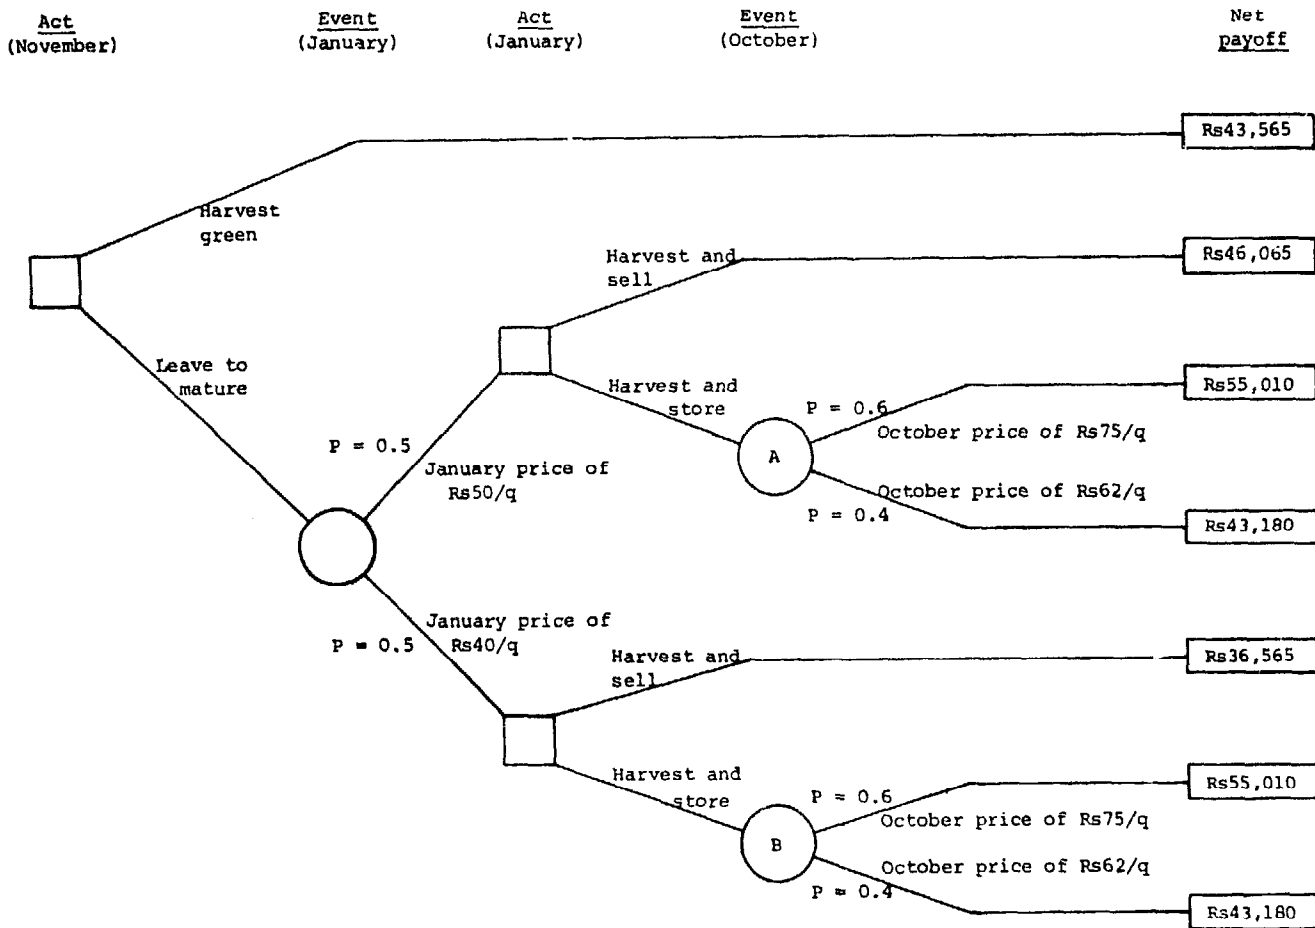 Act
(November)
Event
(January)
Act
(January)
Event
(October)
Net
payoff
Rs43,565
Harvest
green
Harvest and
sell
Rs46,065
Leave to
mature
Harvest and
store
Rs55,010
P = 0.6
October price of Rs75/q
P = 0.5
January price of
Rs50/q
A
October price of Rs62/q
P = 0.4
Rs43,180
January price of
Rs40/q
P = 0.5
Harvest and
sell
Rs36,565
Harvest and
store
Rs55,010
P = 0.6
October price of Rs75/q
B
October price of Rs62/q
P = 0.4
Rs43,180